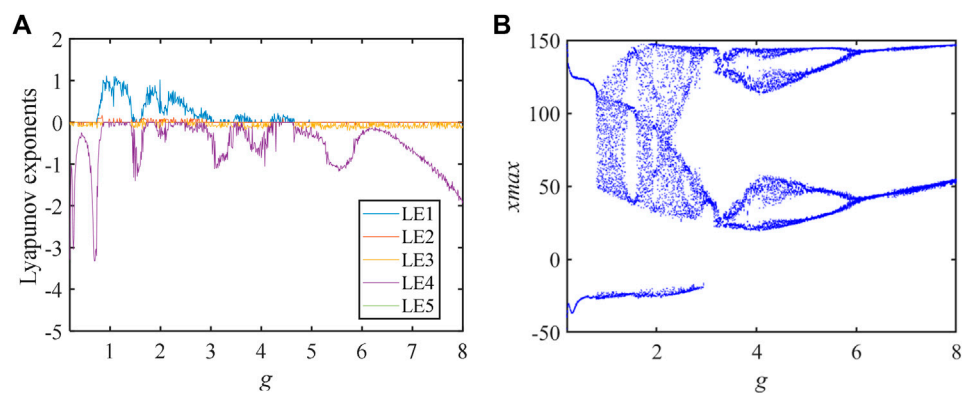 A
Lyapunov exponents
2
1
0
-1
-2
-3
-4
-5
LE1
LE2
LE3
LE4
LE5
1 2 3 4 5 6 7 8
g
B
xmax
150
100
50
0
-50
2 4 6 8
g